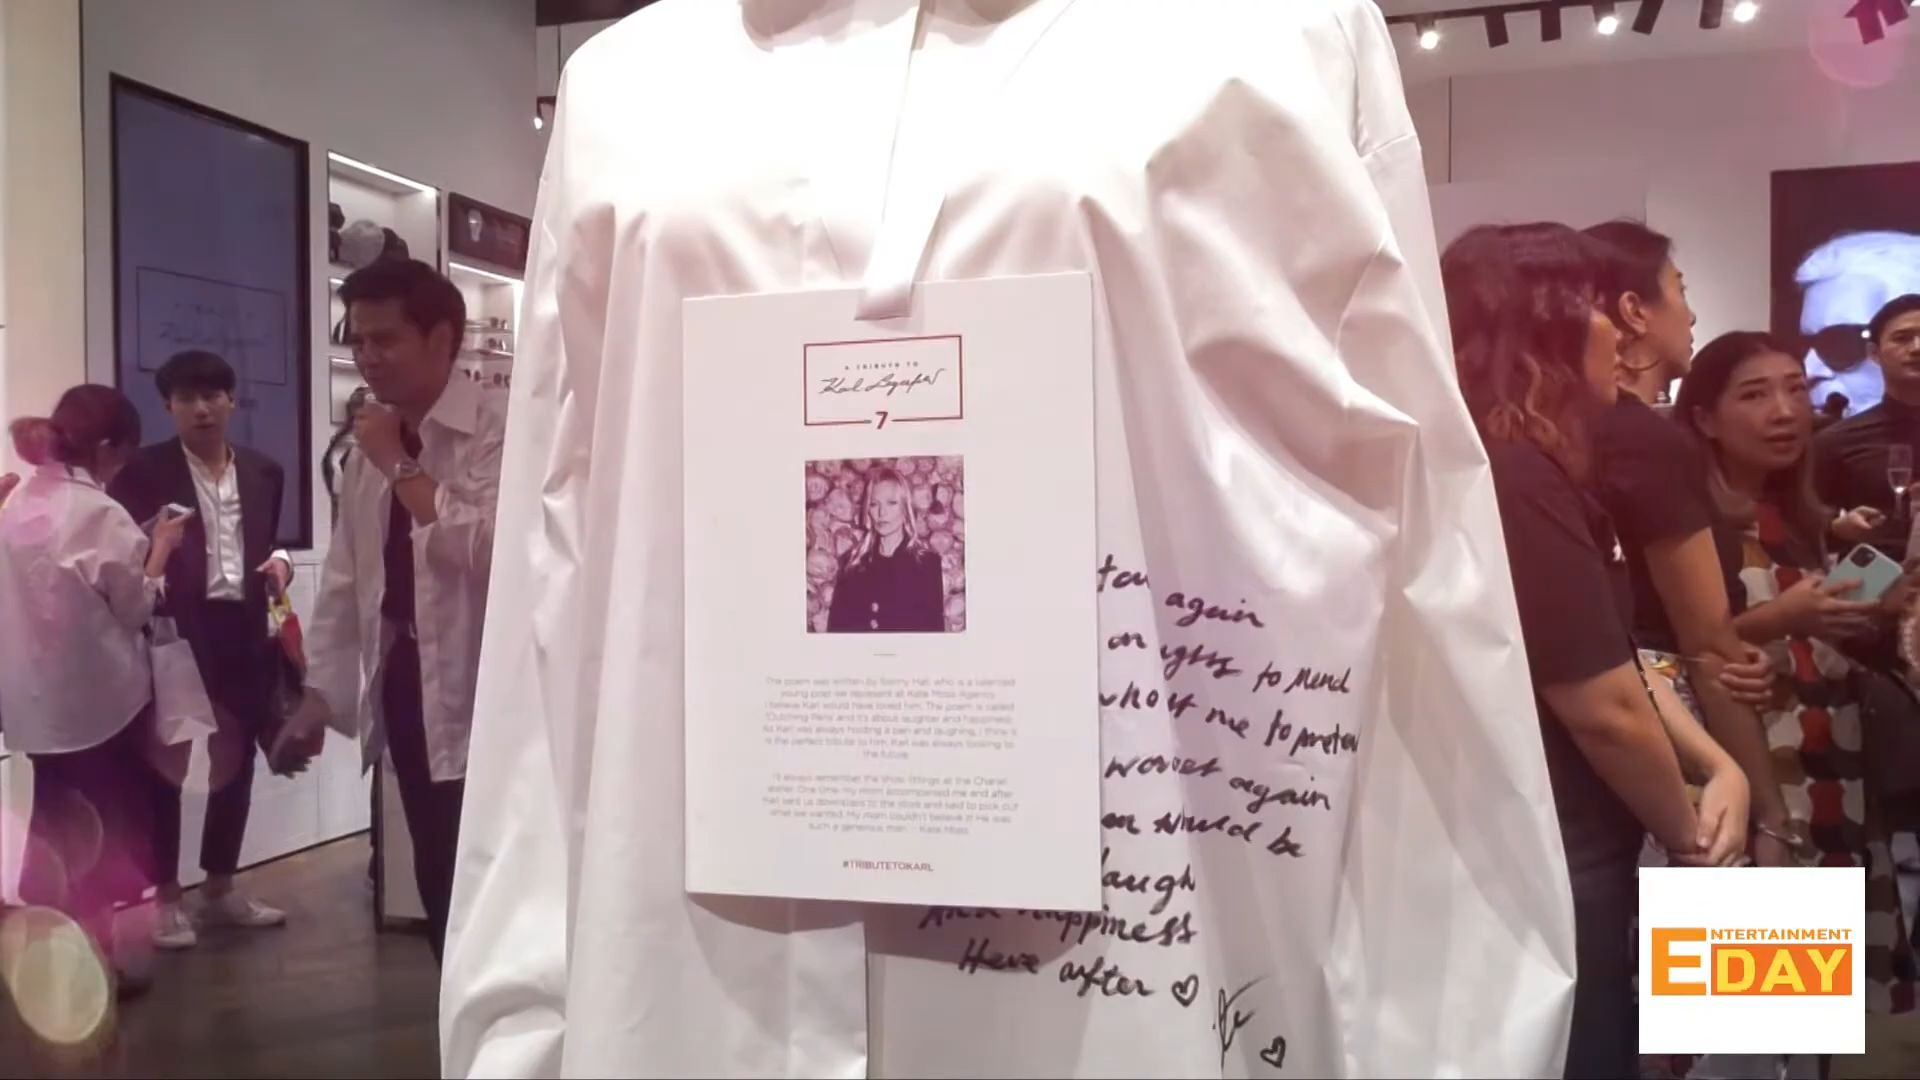 A TRIBUTE TO
Karl Lagerfeld
7
The poem was written by Sonny Hall, who is a talented
young poet we represent at Kate Moss Agency.
I believe Karl would have loved him. The poem is called
'Clutching Pens' and it's about laughter and happiness.
As Karl was always holding a pen and laughing, I think it
is the perfect tribute to him. Karl was always looking to
the future.
I'll always remember the show fittings at the Chanel
atelier. One time, my mom accompanied me and after
Karl sent us downstairs to the store and said to pick out
what we wanted. My mom couldn't believe it! He was
such a generous man. - Kate Moss
#TRIBUTETOKARL
again
to mend
me to
again
would be
laugh
And happiness
Here after ♡
♡
ENTERTAINMENT
DAY